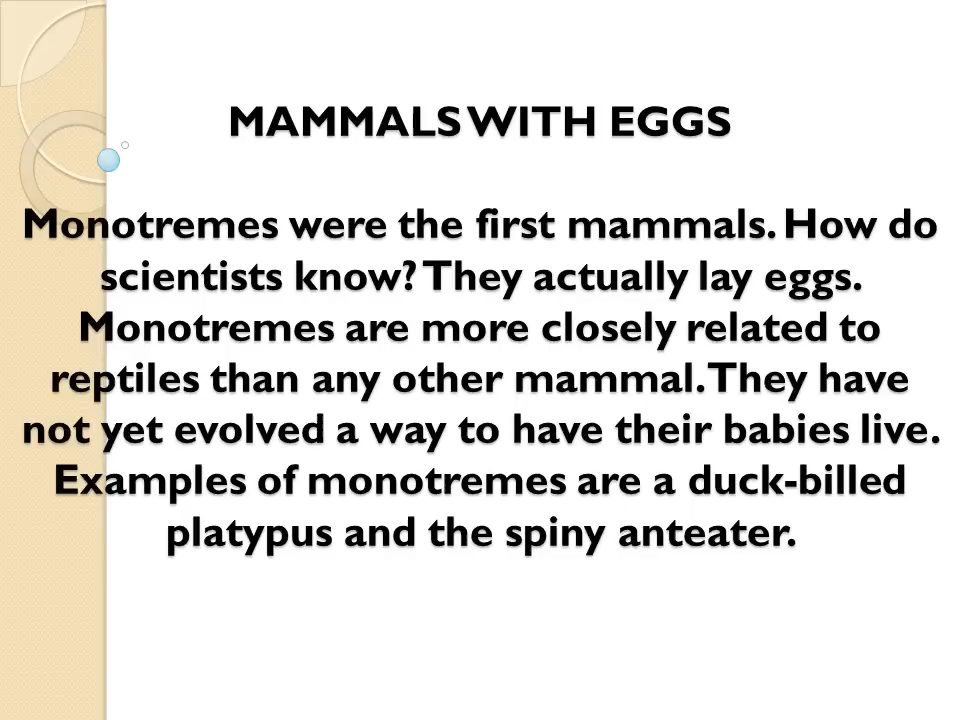 MAMMALS WITH EGGS
Monotremes were the first mammals. How do
scientists know? They actually lay eggs.
Monotremes are more closely related to
reptiles than any other mammal. They have
not yet evolved a way to have their babies live.
Examples of monotremes are a duck-billed
platypus and the spiny anteater.